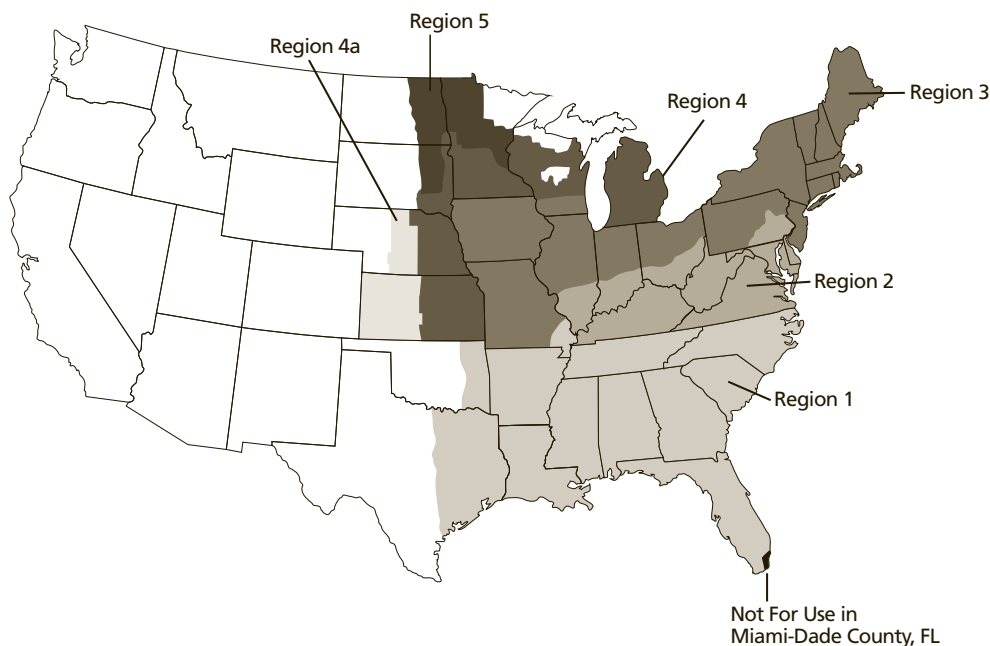 Region 5
Region 4a
Region 4
Region 3
Region 2
Region 1
Not For Use in
Miami-Dade County, FL